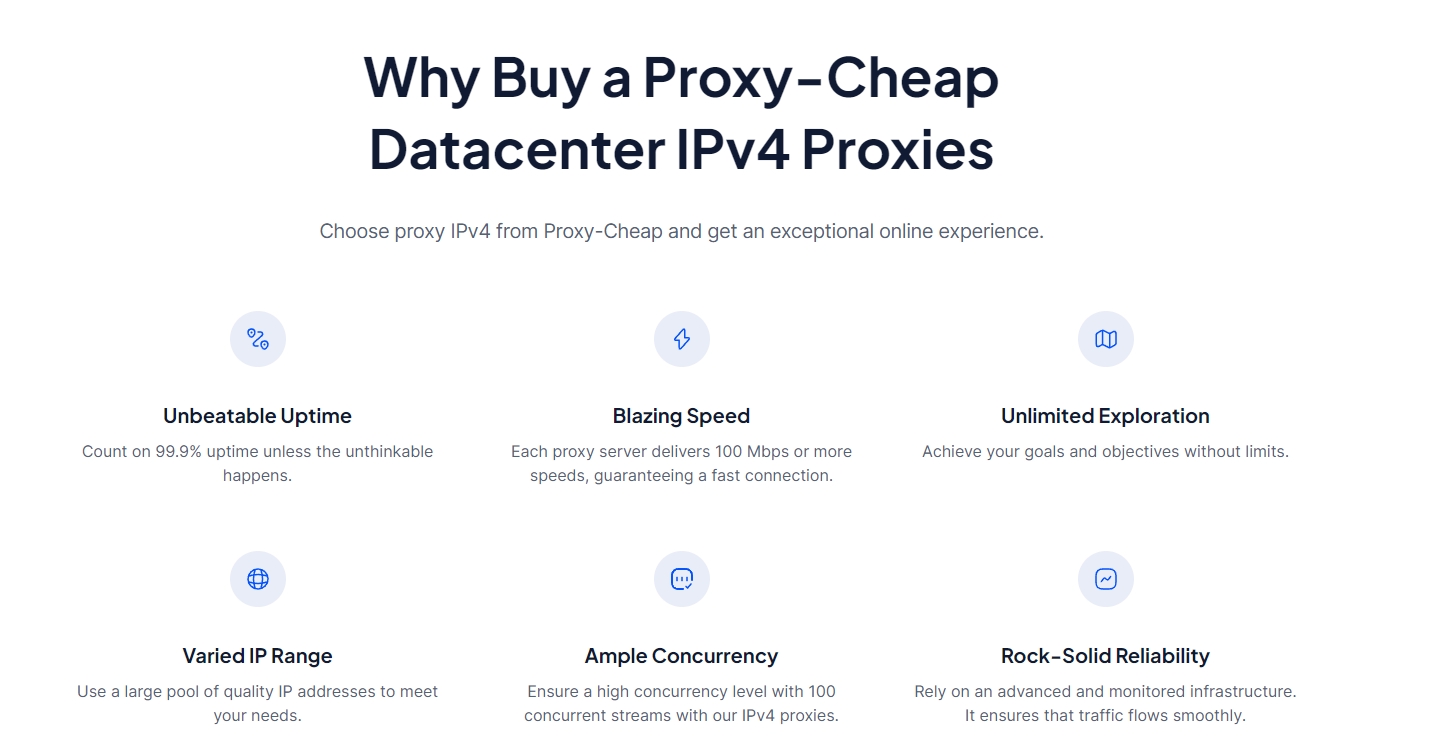 Why Buy a Proxy-Cheap
Datacenter IPv4 Proxies
Choose proxy IPv4 from Proxy-Cheap and get an exceptional online experience.
Unbeatable Uptime
Count on 99.9% uptime unless the unthinkable
happens.
Blazing Speed
Each proxy server delivers 100 Mbps or more
speeds, guaranteeing a fast connection.
Unlimited Exploration
Achieve your goals and objectives without limits.
Varied IP Range
Use a large pool of quality IP addresses to meet
your needs.
Ample Concurrency
Ensure a high concurrency level with 100
concurrent streams with our IPv4 proxies.
Rock-Solid Reliability
Rely on an advanced and monitored infrastructure.
It ensures that traffic flows smoothly.